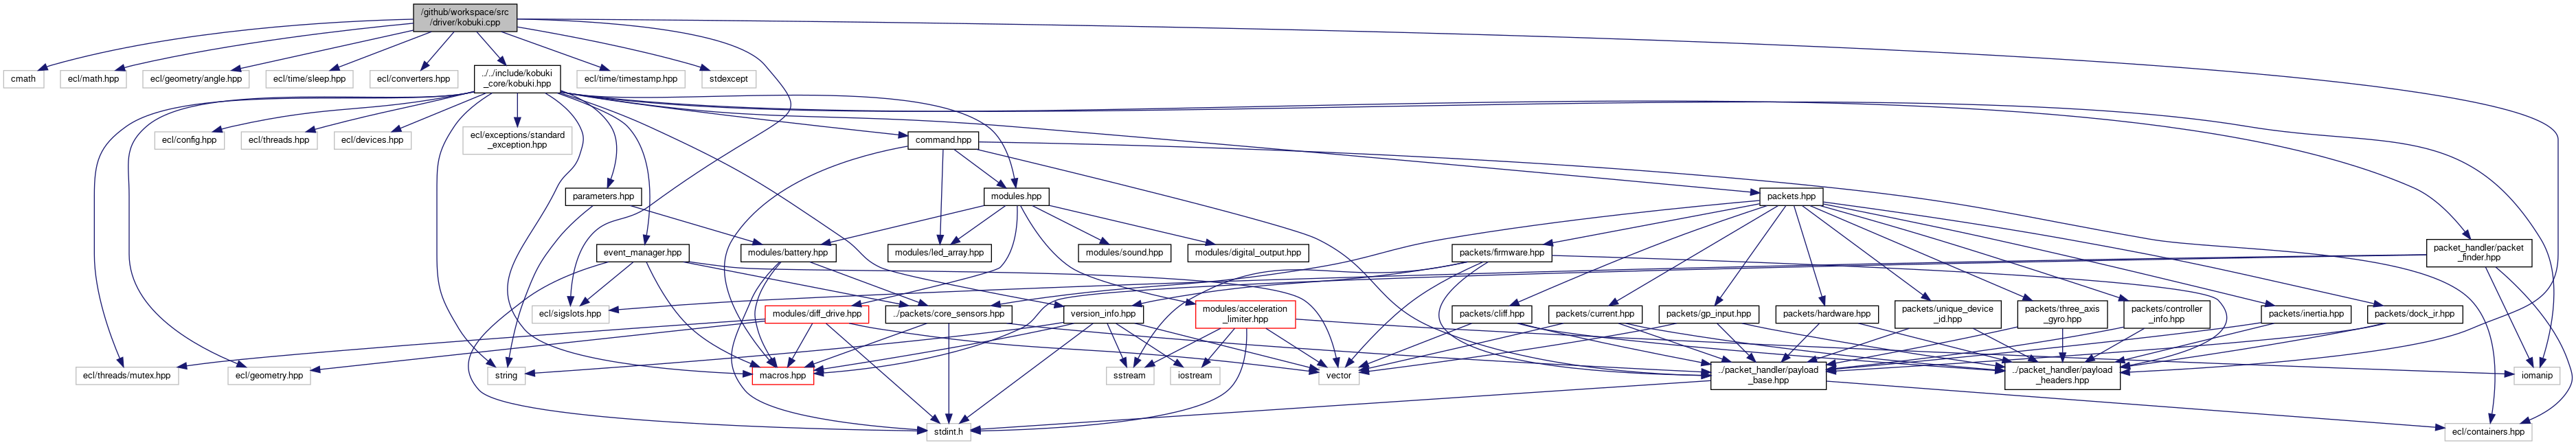 /github/workspace/src
/driver/kobuki.cpp
cmath
ecl/math.hpp
ecl/geometry/angle.hpp
ecl/time/sleep.hpp
ecl/converters.hpp
../../include/kobuki
_core/kobuki.hpp
ecl/time/timestamp.hpp
stdexcept
ecl/config.hpp
ecl/threads.hpp
ecl/devices.hpp
ecl/exceptions/standard
_exception.hpp
command.hpp
parameters.hpp
modules.hpp
packets.hpp
event_manager.hpp
modules/battery.hpp
modules/led_array.hpp
modules/sound.hpp
modules/digital_output.hpp
packets/firmware.hpp
packet_handler/packet
_finder.hpp
ecl/sigslots.hpp
modules/diff_drive.hpp
../packets/core_sensors.hpp
version_info.hpp
modules/acceleration
_limiter.hpp
packets/cliff.hpp
packets/current.hpp
packets/gp_input.hpp
packets/hardware.hpp
packets/unique_device
_id.hpp
packets/three_axis
_gyro.hpp
packets/controller
_info.hpp
packets/inertia.hpp
packets/dock_ir.hpp
ecl/threads/mutex.hpp
ecl/geometry.hpp
string
macros.hpp
sstream
iostream
vector
../packet_handler/payload
_base.hpp
../packet_handler/payload
_headers.hpp
iomanip
stdint.h
ecl/containers.hpp